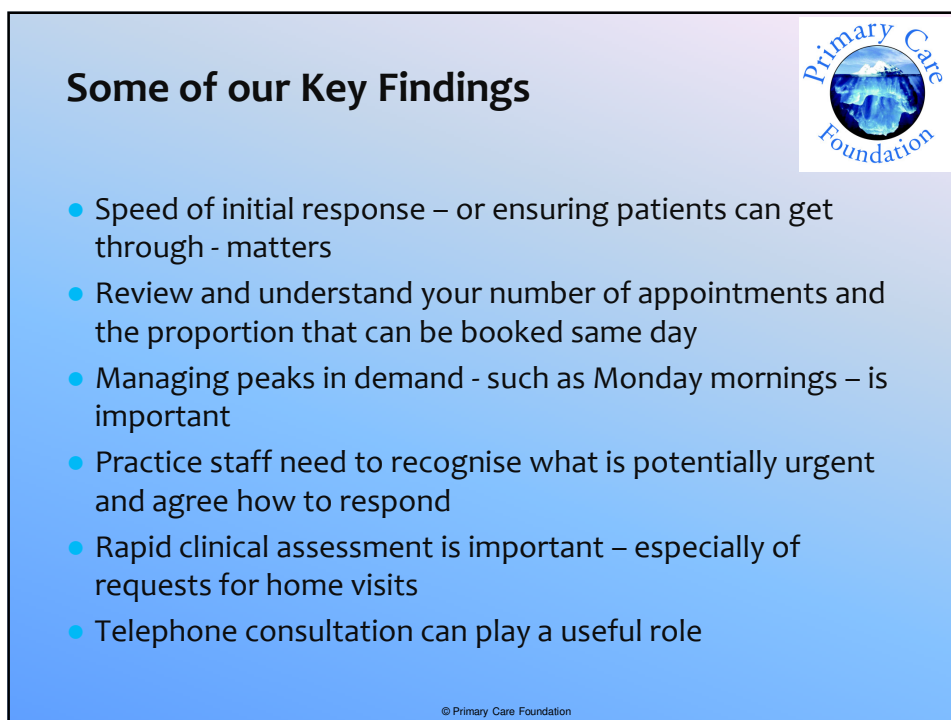 Some of our Key Findings
Primary Care
Foundation
● Speed of initial response – or ensuring patients can get
through - matters
● Review and understand your number of appointments and
the proportion that can be booked same day
● Managing peaks in demand - such as Monday mornings – is
important
● Practice staff need to recognise what is potentially urgent
and agree how to respond
● Rapid clinical assessment is important – especially of
requests for home visits
● Telephone consultation can play a useful role
© Primary Care Foundation